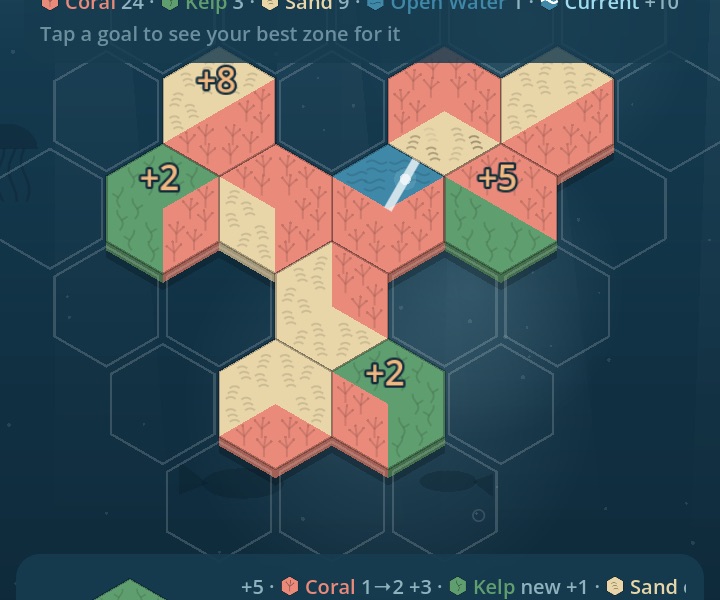 Coral 24 · Kelp 3 · Sand 9 · Open Water 1 · Current +10
Tap a goal to see your best zone for it
+8
+2
+5
+2
+5 · Coral 1→2 +3 · Kelp new +1 · Sand